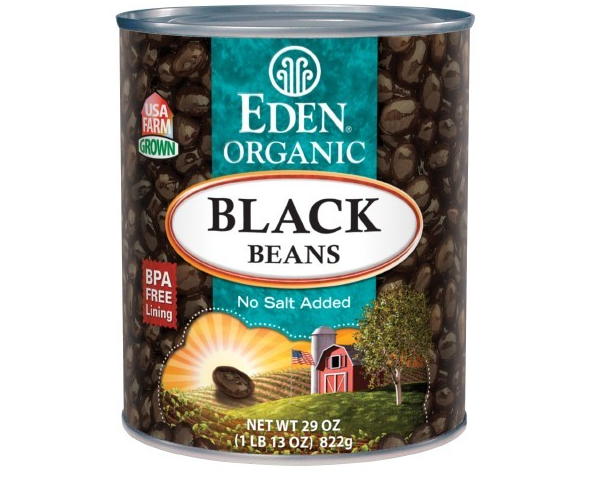 EDEN®
ORGANIC
USA
FARM
GROWN
BLACK
BEANS
BPA
FREE
Lining
No Salt Added
NET WT 29 OZ
(1 LB 13 OZ) 822g